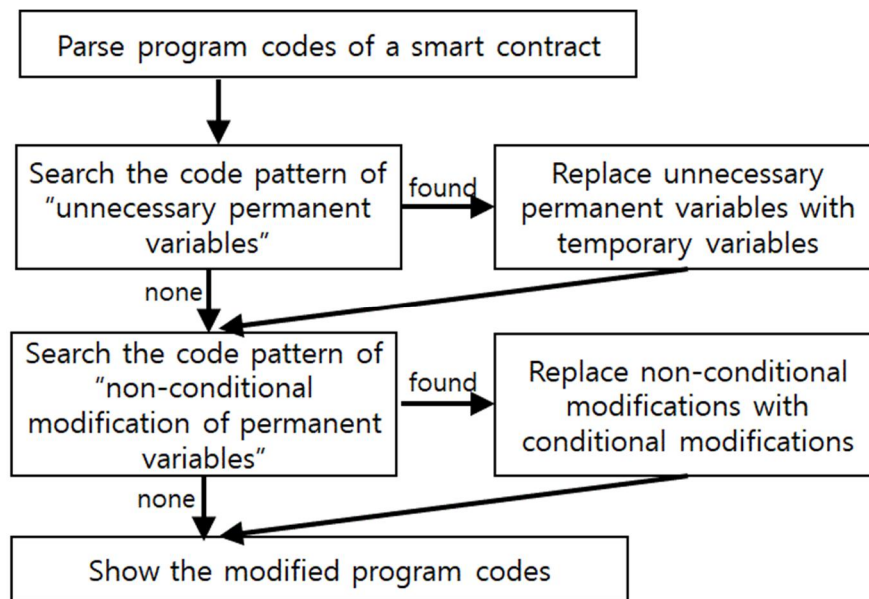 Parse program codes of a smart contract
Search the code pattern of
"unnecessary permanent
variables"
found
Replace unnecessary
permanent variables with
temporary variables
none
Search the code pattern of
"non-conditional
modification of permanent
variables"
found
Replace non-conditional
modifications with
conditional modifications
none
Show the modified program codes